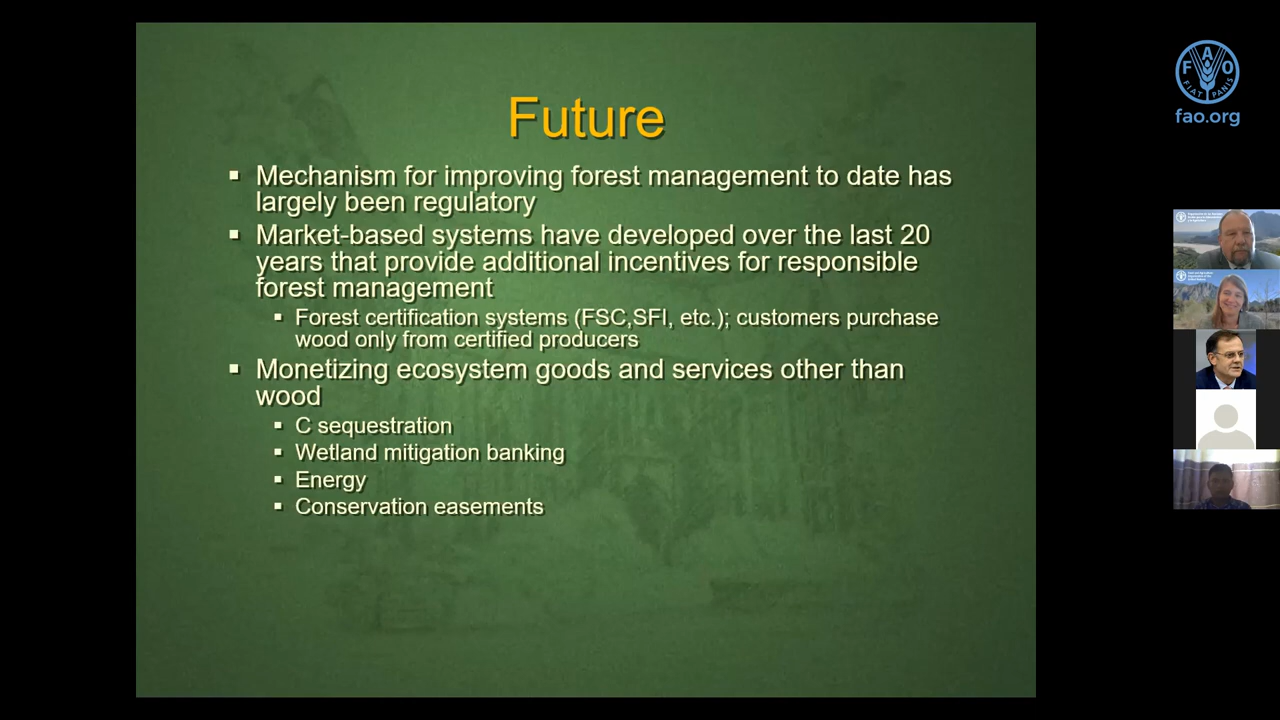 Future
▪ Mechanism for improving forest management to date has
largely been regulatory
▪ Market-based systems have developed over the last 20
years that provide additional incentives for responsible
forest management
▪ Forest certification systems (FSC,SFI, etc.); customers purchase
wood only from certified producers
▪ Monetizing ecosystem goods and services other than
wood
▪ C sequestration
▪ Wetland mitigation banking
▪ Energy
▪ Conservation easements
F A O
FIAT PANIS
fao.org